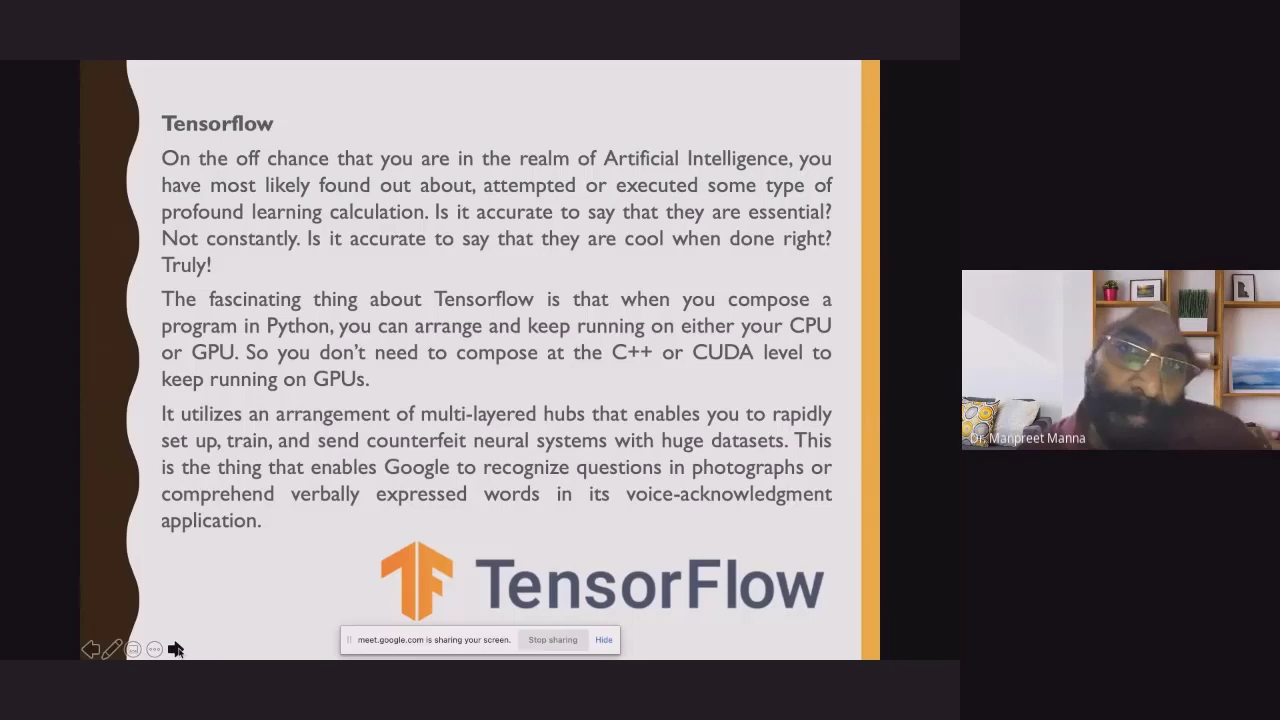 Tensorflow
On the off chance that you are in the realm of Artificial Intelligence, you
have most likely found out about, attempted or executed some type of
profound learning calculation. Is it accurate to say that they are essential?
Not constantly. Is it accurate to say that they are cool when done right?
Truly!
The fascinating thing about Tensorflow is that when you compose a
program in Python, you can arrange and keep running on either your CPU
or GPU. So you don’t need to compose at the C++ or CUDA level to
keep running on GPUs.
It utilizes an arrangement of multi-layered hubs that enables you to rapidly
set up, train, and send counterfeit neural systems with huge datasets. This
is the thing that enables Google to recognize questions in photographs or
comprehend verbally expressed words in its voice-acknowledgment
application.
TensorFlow
meet.google.com is sharing your screen. Stop sharing Hide
Dr. Manpreet Manna